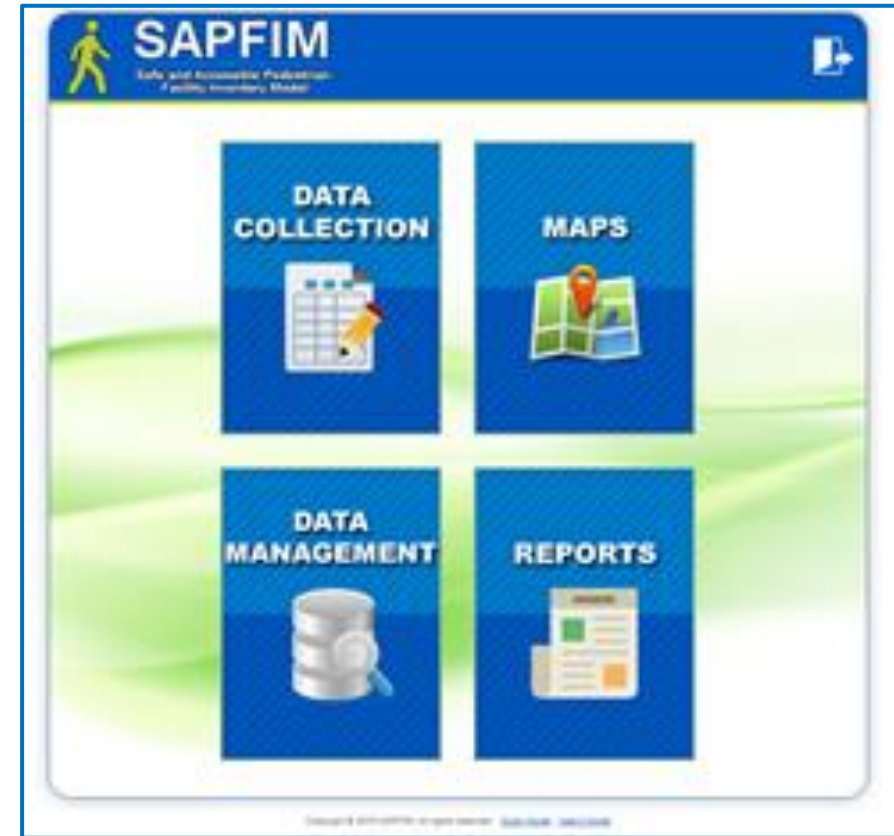 SAPFIM
Safe and Accessible Pedestrian
Facility Inventory Model
DATA
COLLECTION
MAPS
DATA
MANAGEMENT
REPORTS